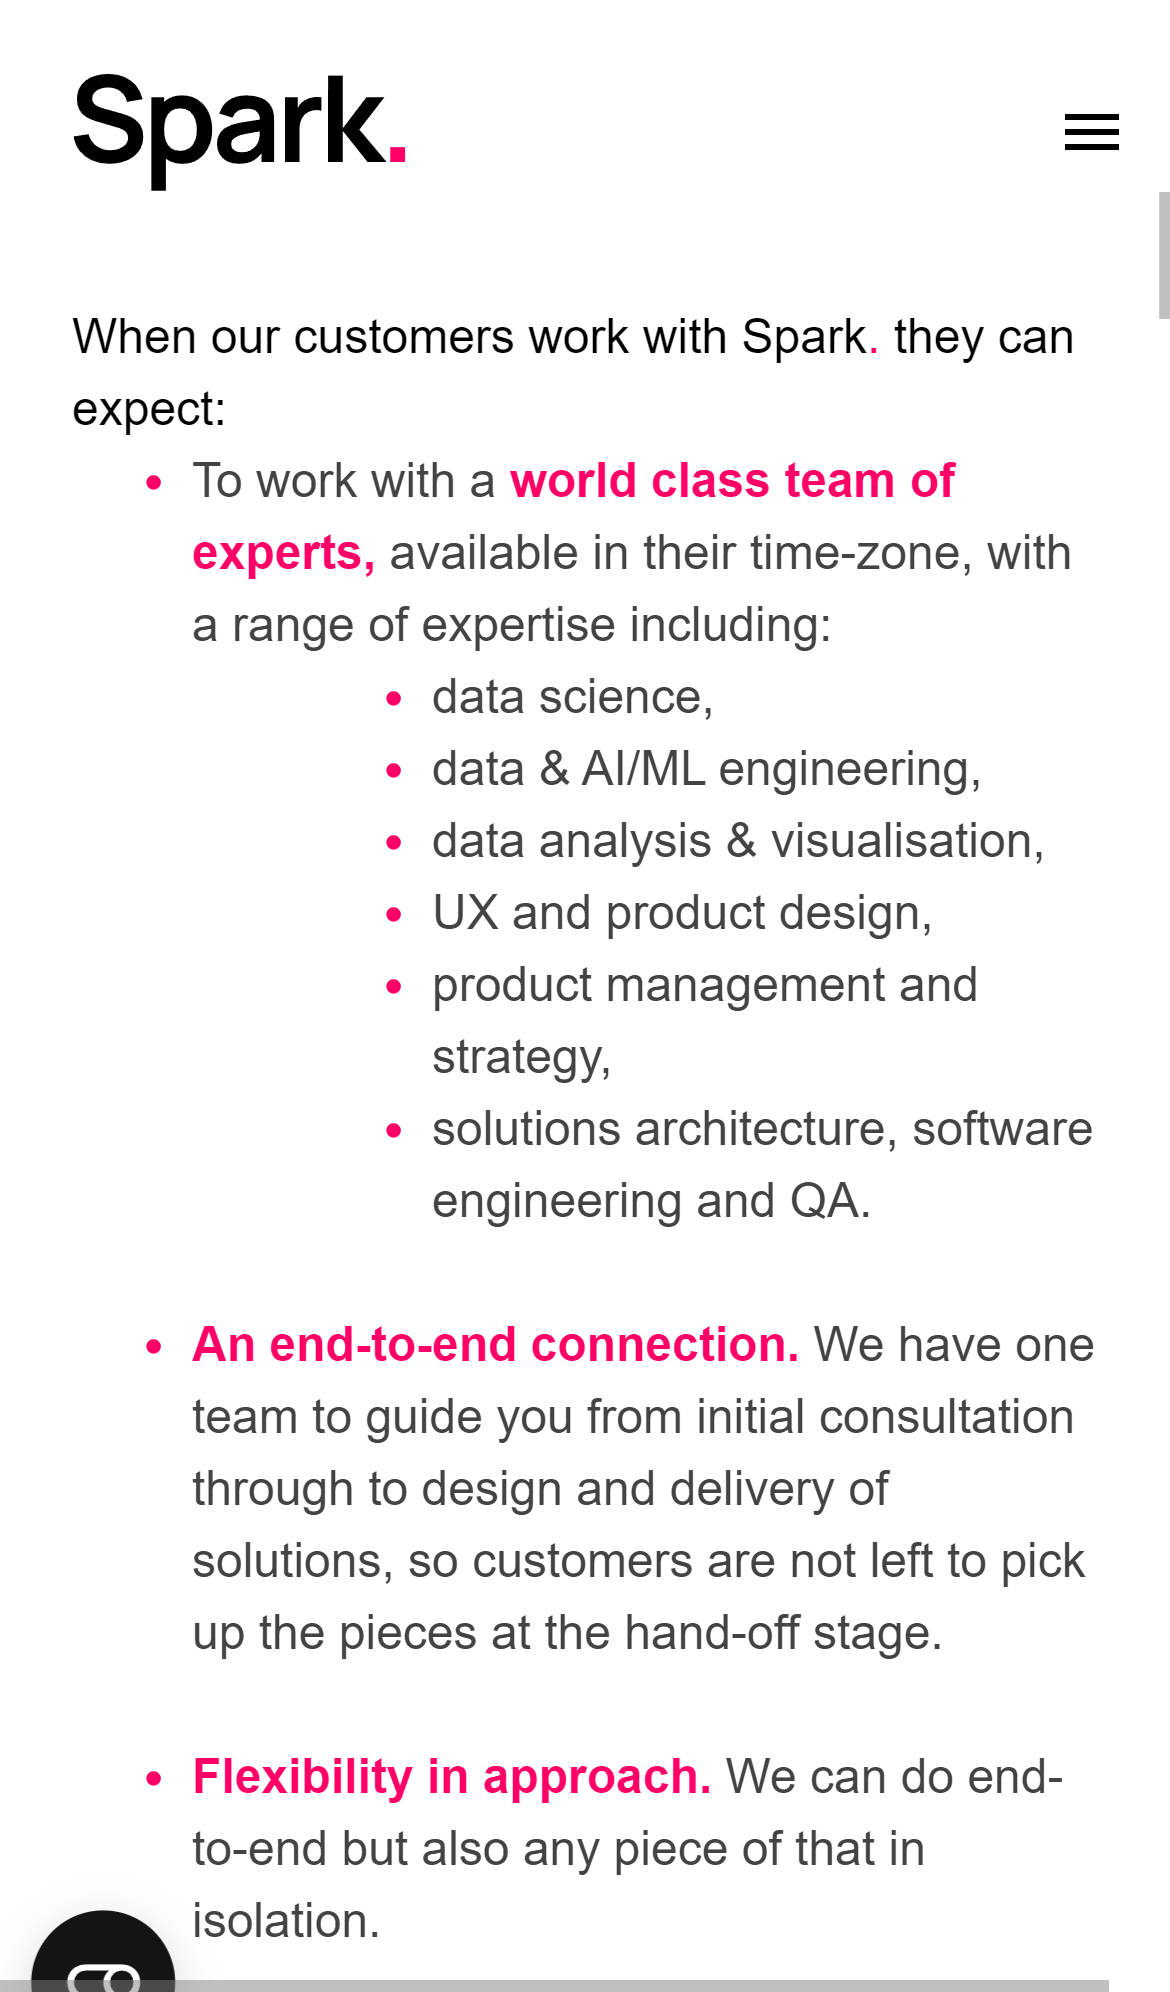 Spark.
When our customers work with Spark. they can
expect:
To work with a world class team of
experts, available in their time-zone, with
a range of expertise including:
data science,
data & AI/ML engineering,
data analysis & visualisation,
UX and product design,
product management and
strategy,
solutions architecture, software
engineering and QA.
An end-to-end connection. We have one
team to guide you from initial consultation
through to design and delivery of
solutions, so customers are not left to pick
up the pieces at the hand-off stage.
Flexibility in approach. We can do end-
to-end but also any piece of that in
isolation.